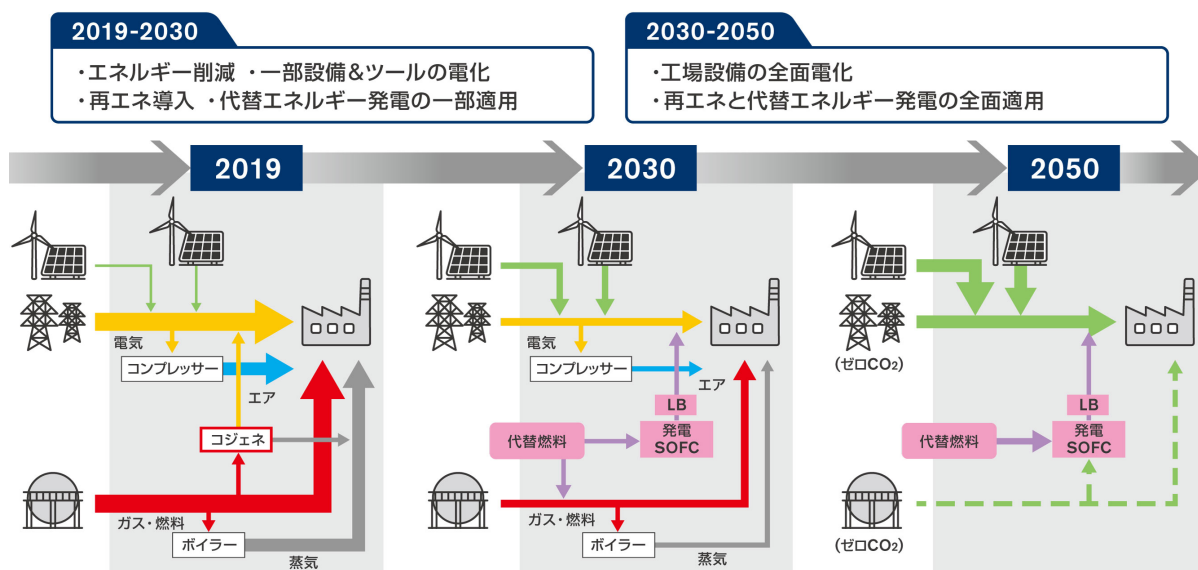 2019-2030
・エネルギー削減 ・一部設備&ツールの電化
・再エネ導入 ・代替エネルギー発電の一部適用
2030-2050
・工場設備の全面電化
・再エネと代替エネルギー発電の全面適用
2019
電気
コンプレッサー
エア
コジェネ
ガス・燃料
ボイラー
蒸気
2030
電気
コンプレッサー
エア
LB
代替燃料
発電
SOFC
ガス・燃料
ボイラー
蒸気
2050
(ゼロCO₂)
LB
代替燃料
発電
SOFC
(ゼロCO₂)